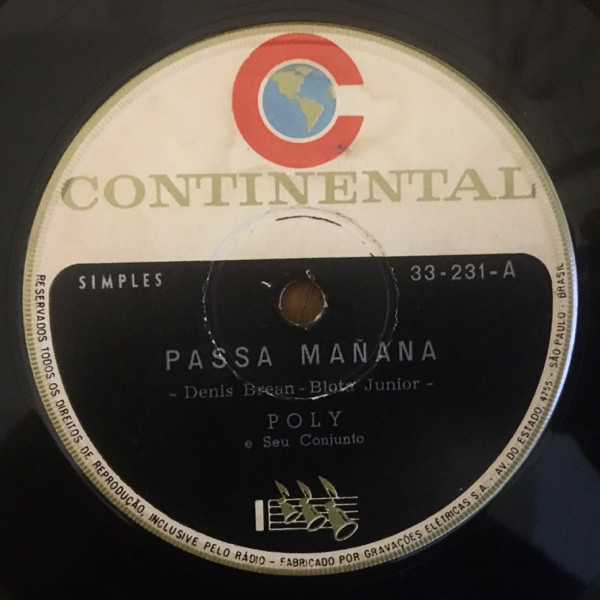 CONTINENTAL
SIMPLES
33-231-A
PASSA MAÑANA
- Denis Brean - Blota Junior -
POLY
e Seu Conjunto
RESERVADOS TODOS OS DIREITOS DE REPRODUÇÃO, INCLUSIVE PELO RÁDIO - FABRICADO POR GRAVAÇÕES ELÉTRICAS S.A. - AV. DO ESTADO, 4755 - SÃO PAULO - BRASIL